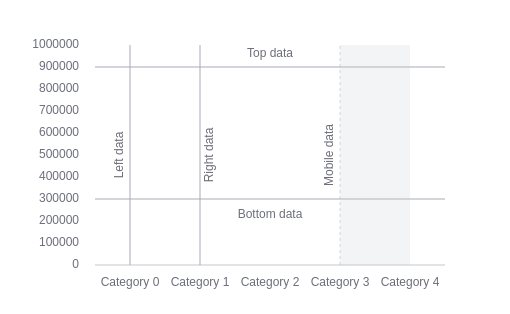 1000000
Top data
900000
800000
700000
600000
500000
400000
300000
200000
100000
0
Left data
Right data
Mobile data
Bottom data
Category 0 Category 1 Category 2 Category 3 Category 4